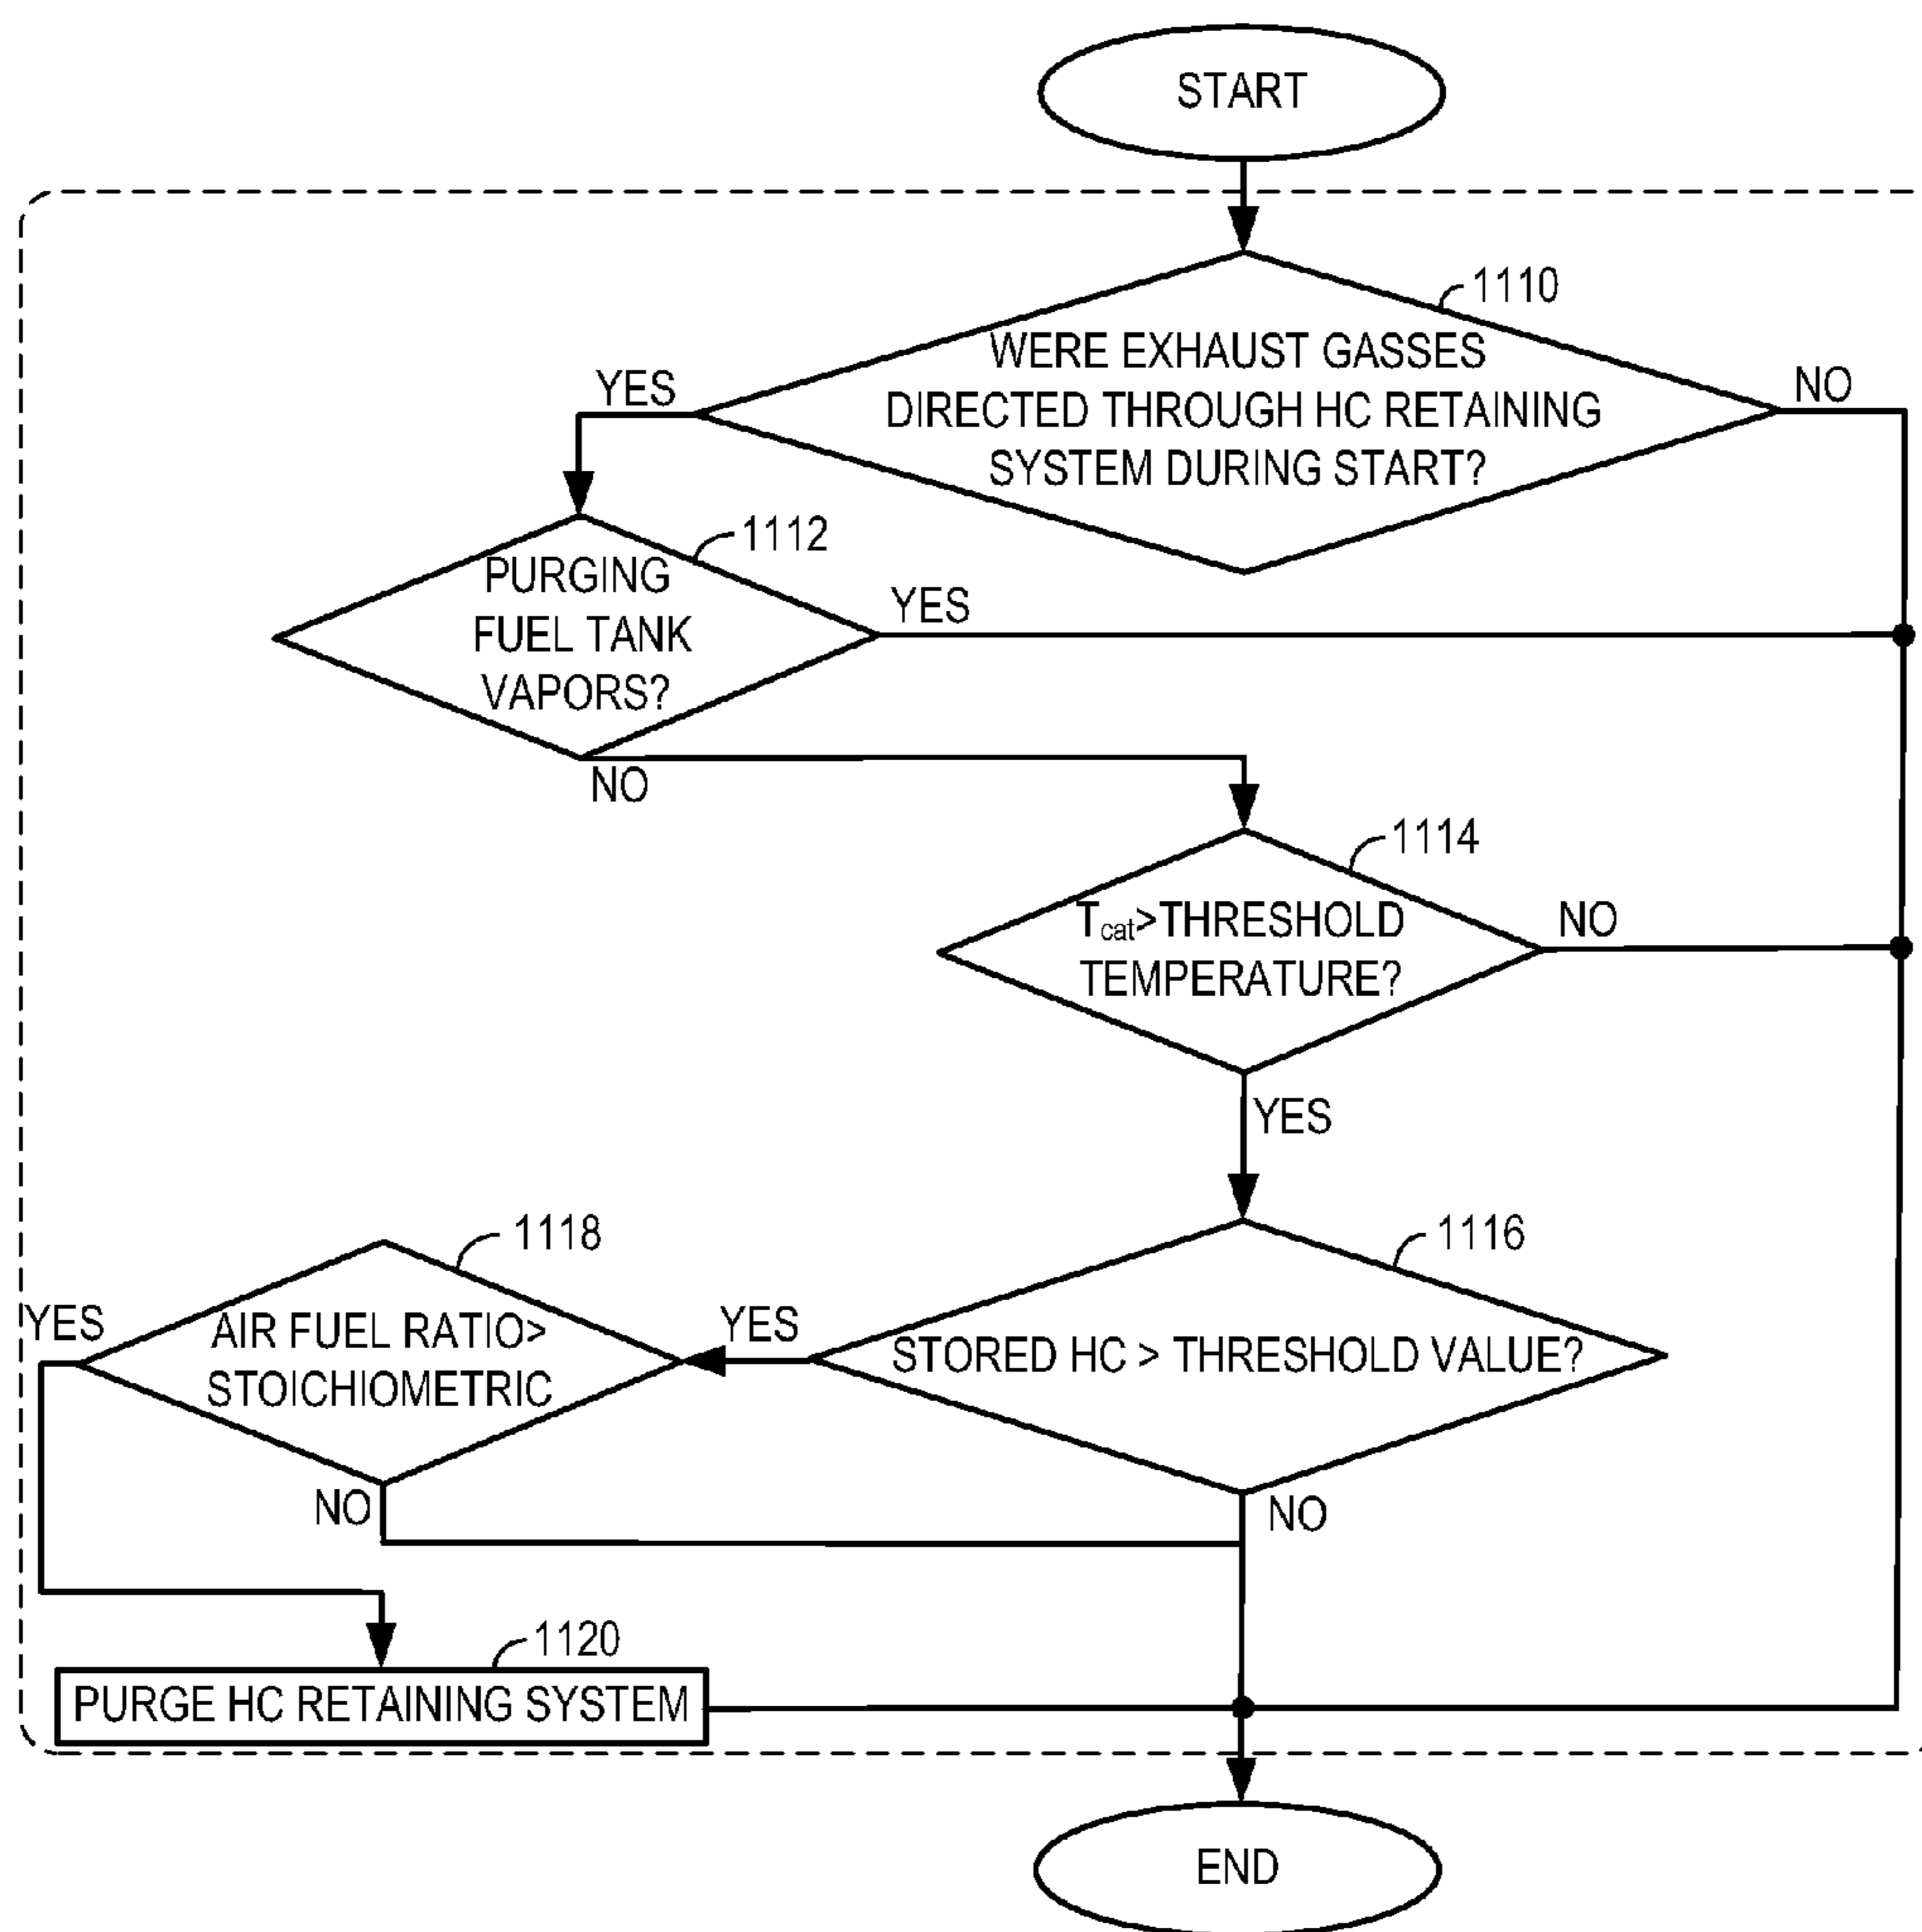 START
1110
WERE EXHAUST GASSES
DIRECTED THROUGH HC RETAINING
SYSTEM DURING START?
YES
NO
1112
PURGING
FUEL TANK
VAPORS?
YES
NO
1114
Tcat>THRESHOLD
TEMPERATURE?
NO
YES
1118
1116
YES
AIR FUEL RATIO>
STOICHIOMETRIC
YES
STORED HC > THRESHOLD VALUE?
NO
NO
1120
PURGE HC RETAINING SYSTEM
END